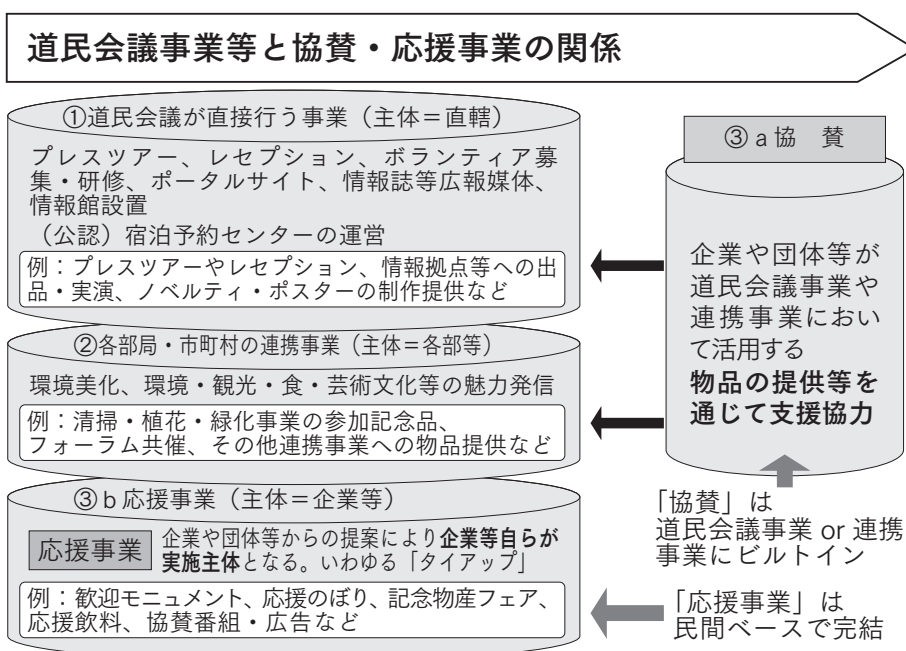 道民会議事業等と協賛・応援事業の関係
①道民会議が直接行う事業（主体＝直轄）
プレスツアー、レセプション、ボランティア募
集・研修、ポータルサイト、情報誌等広報媒体、
情報館設置
（公認）宿泊予約センターの運営
例：プレスツアーやレセプション、情報拠点等への出
品・実演、ノベルティ・ポスターの制作提供など
②各部局・市町村の連携事業（主体＝各部等）
環境美化、環境・観光・食・芸術文化等の魅力発信
例：清掃・植花・緑化事業の参加記念品、
フォーラム共催、その他連携事業への物品提供など
③ｂ応援事業（主体＝企業等）
応援事業
企業や団体等からの提案により企業等自らが
実施主体となる。いわゆる「タイアップ」
例：歓迎モニュメント、応援のぼり、記念物産フェア、
応援飲料、協賛番組・広告など
③ａ協　賛
企業や団体等が
道民会議事業や
連携事業におい
て活用する
物品の提供等を
通じて支援協力
「協賛」は
道民会議事業 or 連携
事業にビルトイン
「応援事業」は
民間ベースで完結